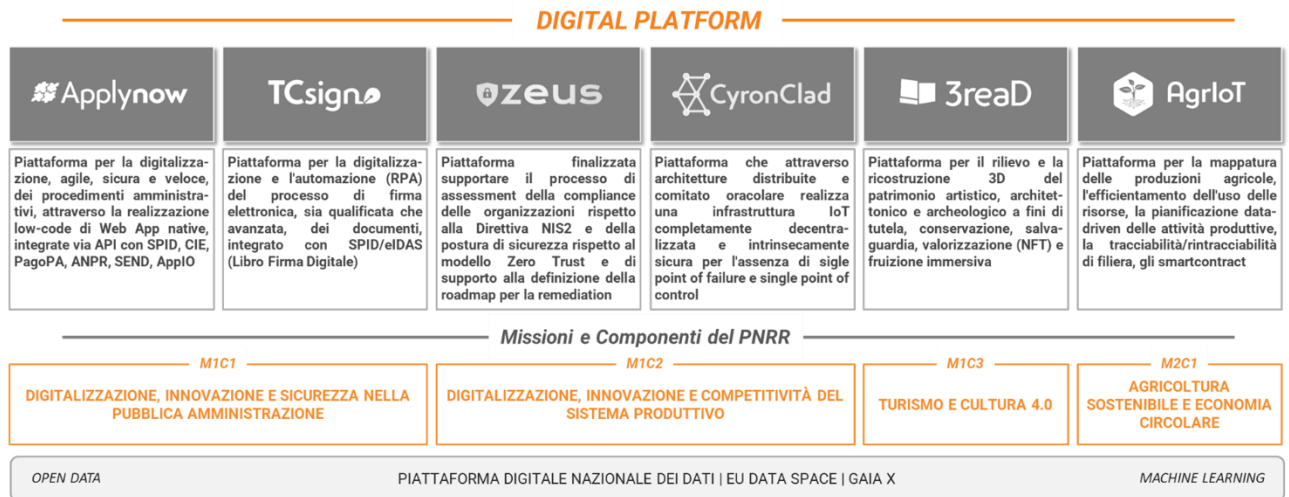 DIGITAL PLATFORM
Applynow
TCsign
zeus
CyronClad
3reaD
AgrIoT
Piattaforma per la digitalizza-
zione, agile, sicura e veloce,
dei procedimenti amministra-
tivi, attraverso la realizzazione
low-code di Web App native,
integrate via API con SPID, CIE,
PagoPA, ANPR, SEND, AppIO
Piattaforma per la digitalizza-
zione e l'automazione (RPA)
del processo di firma
elettronica, sia qualificata che
avanzata, dei documenti,
integrato con SPID/eIDAS
(Libro Firma Digitale)
Piattaforma finalizzata
supportare il processo di
assessment della compliance
delle organizzazioni rispetto
alla Direttiva NIS2 e della
postura di sicurezza rispetto al
modello Zero Trust e di
supporto alla definizione della
roadmap per la remediation
Piattaforma che attraverso
architetture distribuite e
comitato oracolare realizza
una infrastruttura IoT
completamente decentra-
lizzata e intrinsecamente
sicura per l'assenza di sigle
point of failure e single point of
control
Piattaforma per il rilievo e la
ricostruzione 3D del
patrimonio artistico, architet-
tonico e archeologico a fini di
tutela, conservazione, salva-
guardia, valorizzazione (NFT) e
fruizione immersiva
Piattaforma per la mappatura
delle produzioni agricole,
l'efficientamento dell'uso delle
risorse, la pianificazione data-
driven delle attività produttive,
la tracciabilità/rintracciabilità
di filiera, gli smartcontract
Missioni e Componenti del PNRR
M1C1
DIGITALIZZAZIONE, INNOVAZIONE E SICUREZZA NELLA
PUBBLICA AMMINISTRAZIONE
M1C2
DIGITALIZZAZIONE, INNOVAZIONE E COMPETITIVITÀ DEL
SISTEMA PRODUTTIVO
M1C3
TURISMO E CULTURA 4.0
M2C1
AGRICOLTURA
SOSTENIBILE E ECONOMIA
CIRCOLARE
OPEN DATA
PIATTAFORMA DIGITALE NAZIONALE DEI DATI | EU DATA SPACE | GAIA X
MACHINE LEARNING